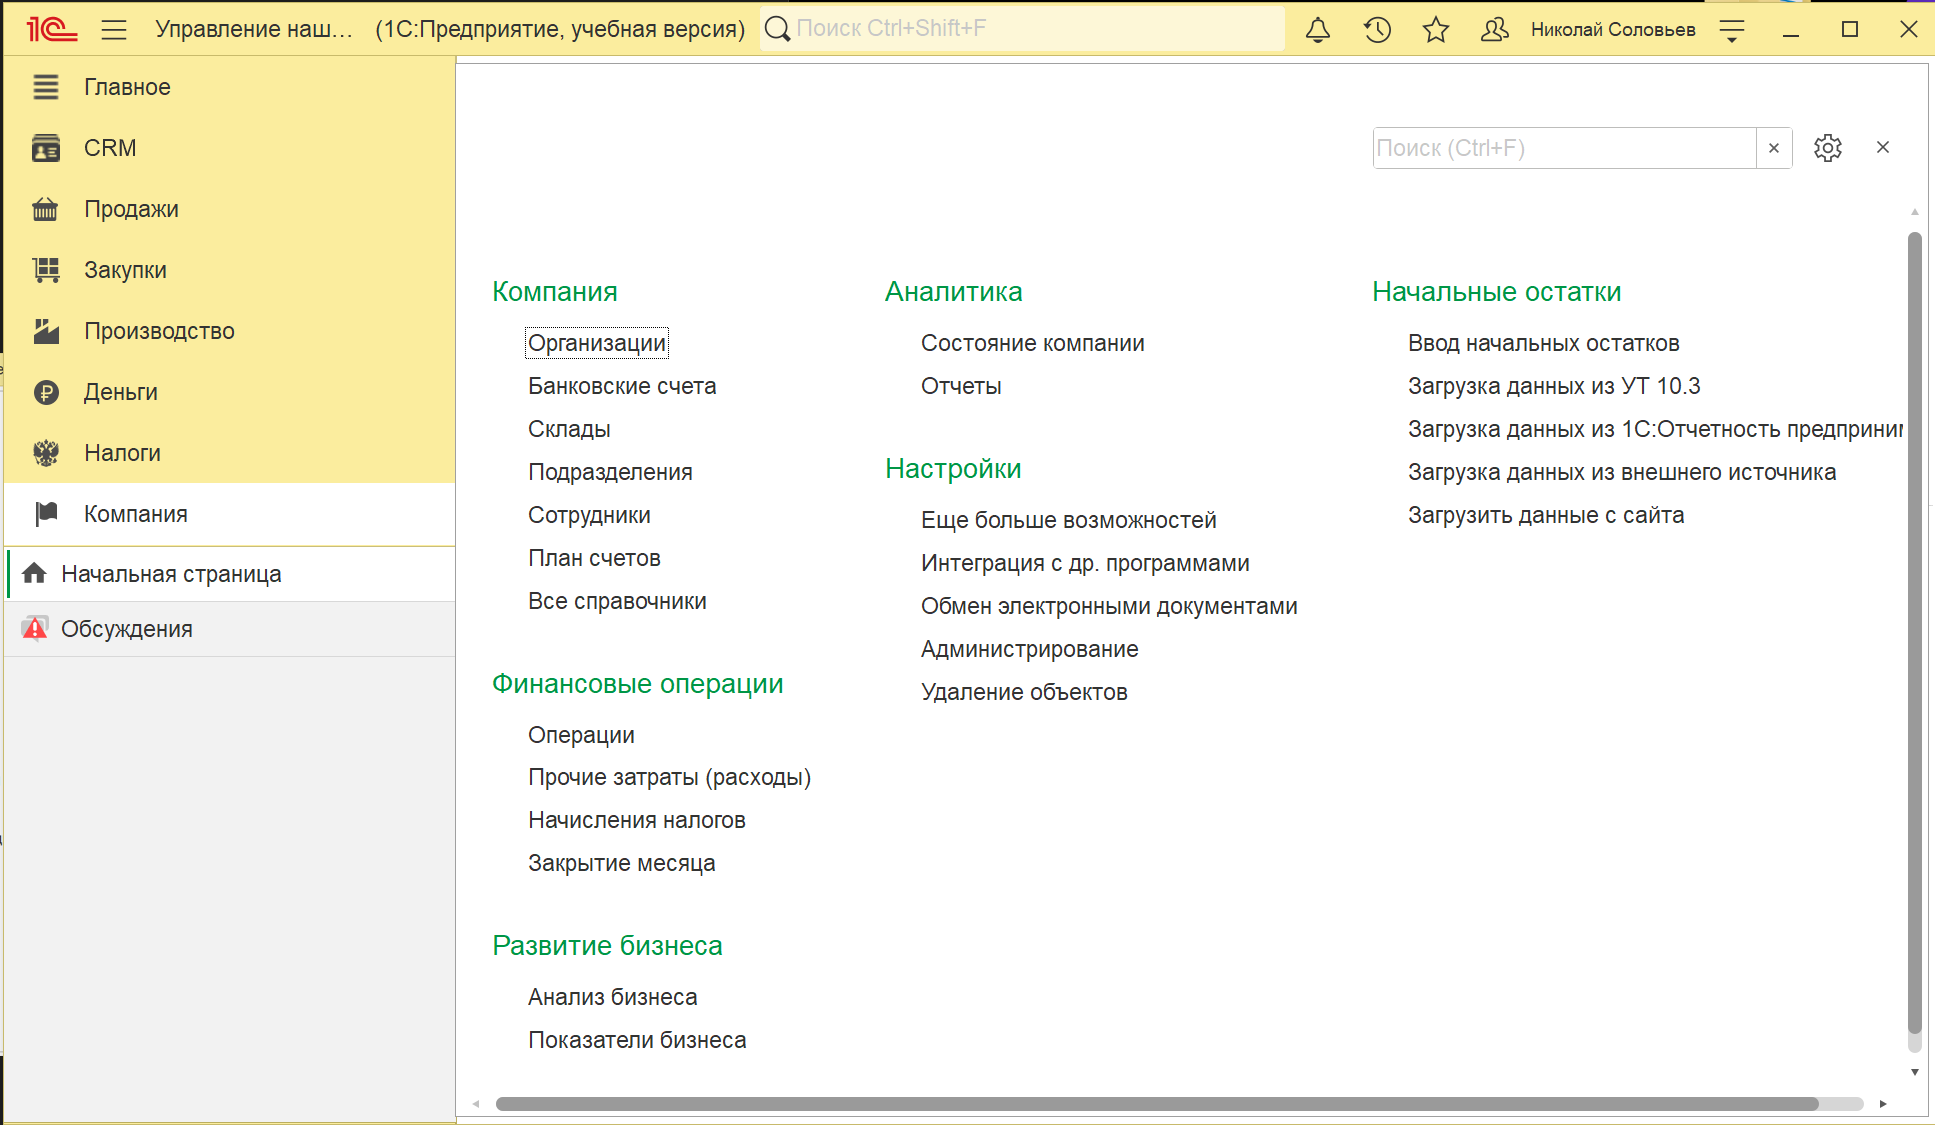 1С Управление наш... (1С:Предприятие, учебная версия) Поиск Ctrl+Shift+F Николай Соловьев
Главное
CRM
Продажи
Закупки
Производство
Деньги
Налоги
Компания
Начальная страница
Обсуждения
Поиск (Ctrl+F)
Компания
Организации
Банковские счета
Склады
Подразделения
Сотрудники
План счетов
Все справочники
Финансовые операции
Операции
Прочие затраты (расходы)
Начисления налогов
Закрытие месяца
Развитие бизнеса
Анализ бизнеса
Показатели бизнеса
Аналитика
Состояние компании
Отчеты
Настройки
Еще больше возможностей
Интеграция с др. программами
Обмен электронными документами
Администрирование
Удаление объектов
Начальные остатки
Ввод начальных остатков
Загрузка данных из УТ 10.3
Загрузка данных из 1С:Отчетность предприни
Загрузка данных из внешнего источника
Загрузить данные с сайта